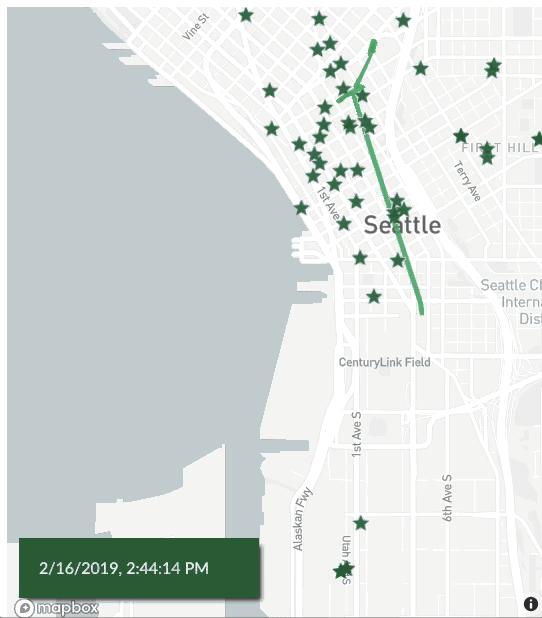 Vine St
FIRST HILL
Terry Ave
1st Ave
Seattle
Seattle C
Interna
Dist
CenturyLink Field
1st Ave S
6th Ave S
Alaskan Fwy
Utah
S
2/16/2019, 2:44:14 PM
mapbox